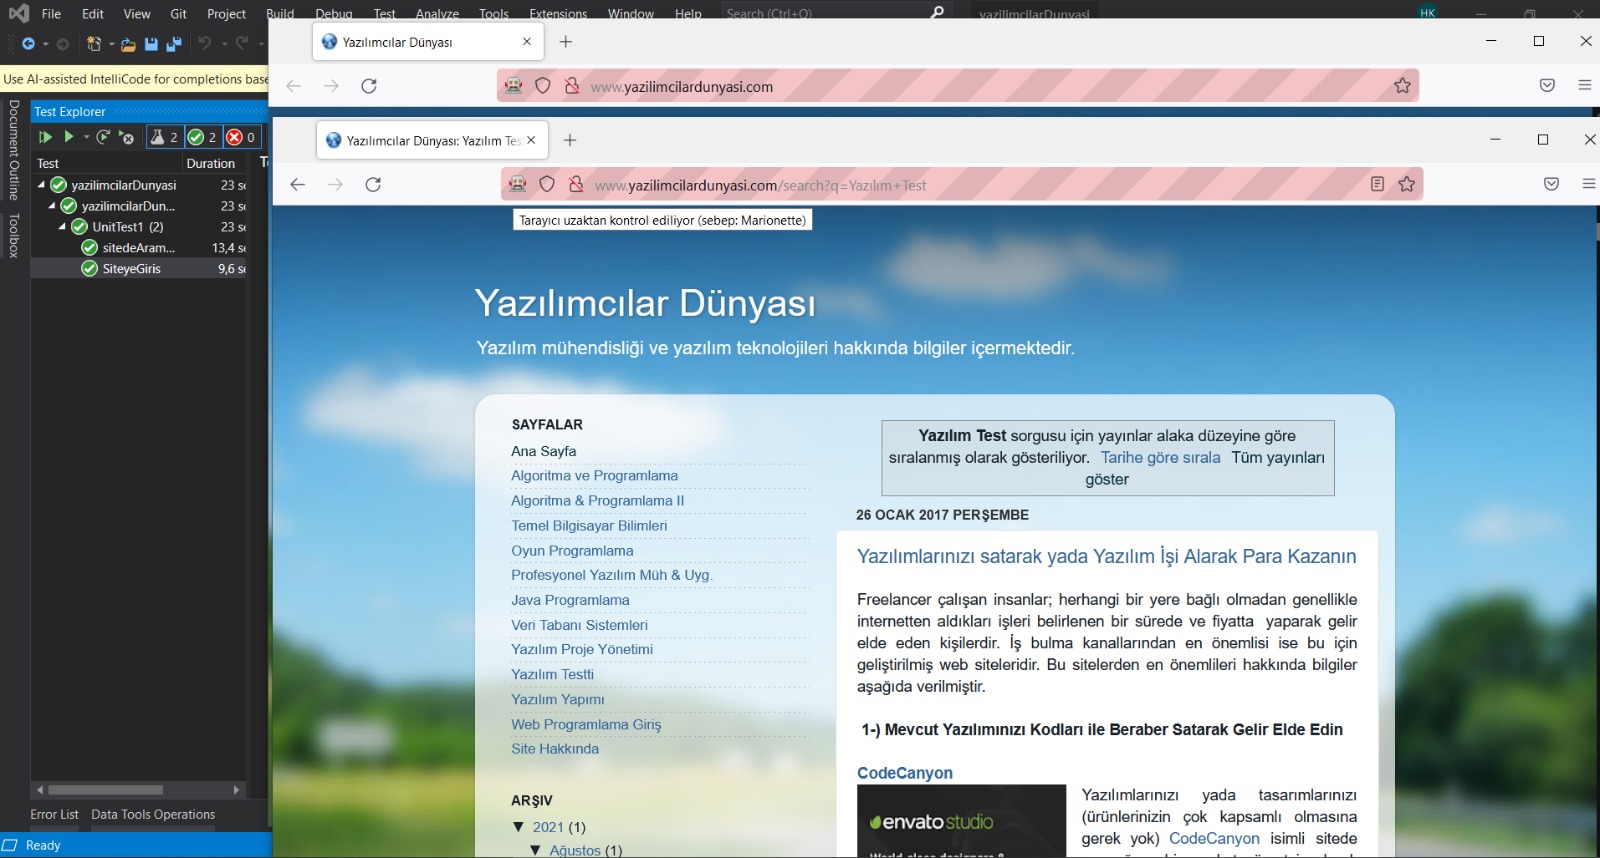 File Edit View Git Project Build Debug Test Analyze Tools Extensions Window Help Search (Ctrl+Q) yazilimcilarDunyasi HK
Use AI-assisted IntelliCode for completions base
Document Outline
Toolbox
Test Explorer
2 2 0
Test Duration
yazilimcilarDunyasi 23 se
yazilimcilarDun... 23 se
UnitTest1 (2) 23 se
sitedeAram... 13,4 se
SiteyeGiris 9,6 se
Error List Data Tools Operations
Ready
Yazılımcılar Dünyası
www.yazilimcilardunyasi.com
Yazılımcılar Dünyası: Yazılım Tes
www.yazilimcilardunyasi.com/search?q=Yazılım+Test
Tarayıcı uzaktan kontrol ediliyor (sebep: Marionette)
Yazılımcılar Dünyası
Yazılım mühendisliği ve yazılım teknolojileri hakkında bilgiler içermektedir.
SAYFALAR
Ana Sayfa
Algoritma ve Programlama
Algoritma & Programlama II
Temel Bilgisayar Bilimleri
Oyun Programlama
Profesyonel Yazılım Müh & Uyg.
Java Programlama
Veri Tabanı Sistemleri
Yazılım Proje Yönetimi
Yazılım Testti
Yazılım Yapımı
Web Programlama Giriş
Site Hakkında
ARŞIV
▼ 2021 (1)
▼ Ağustos (1)
Yazılım Test sorgusu için yayınlar alaka düzeyine göre
sıralanmış olarak gösteriliyor. Tarihe göre sırala Tüm yayınları
göster
26 OCAK 2017 PERŞEMBE
Yazılımlarınızı satarak yada Yazılım İşi Alarak Para Kazanın
Freelancer çalışan insanlar; herhangi bir yere bağlı olmadan genellikle
internetten aldıkları işleri belirlenen bir sürede ve fiyatta yaparak gelir
elde eden kişilerdir. İş bulma kanallarından en önemlisi ise bu için
geliştirilmiş web siteleridir. Bu sitelerden en önemlileri hakkında bilgiler
aşağıda verilmiştir.
1-) Mevcut Yazılımınızı Kodları ile Beraber Satarak Gelir Elde Edin
CodeCanyon
envato studio
World-class designers &
Yazılımlarınızı yada tasarımlarınızı
(ürünlerinizin çok kapsamlı olmasına
gerek yok) CodeCanyon isimli sitede